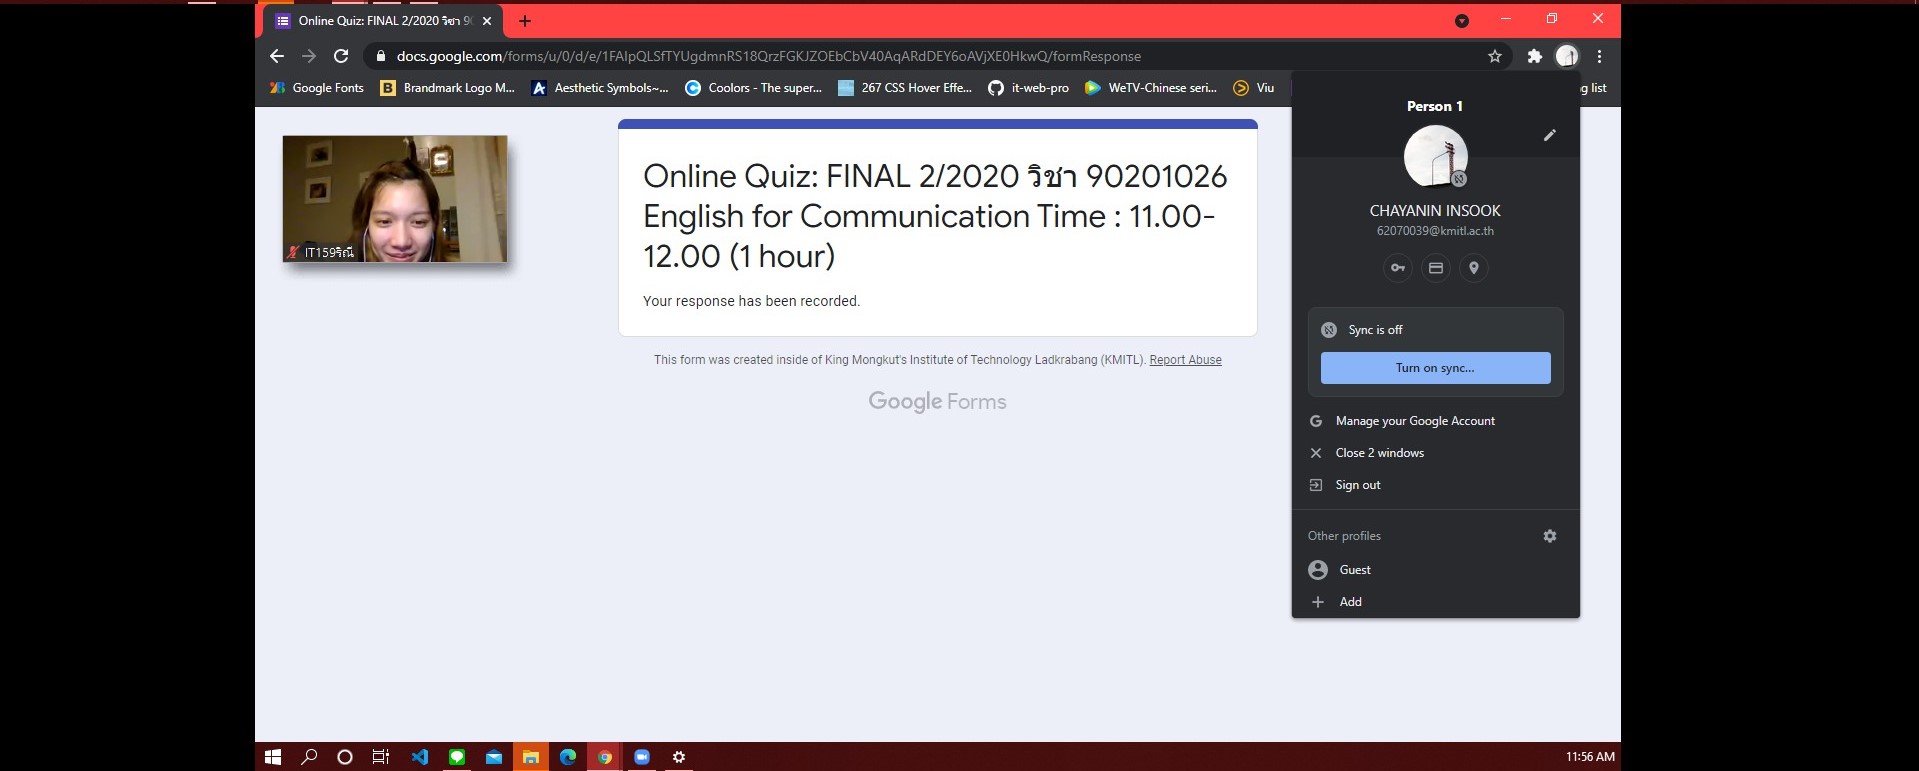 Online Quiz: FINAL 2/2020 วิชา 90
docs.google.com/forms/u/0/d/e/1FAIpQLSfTYUgdmnRS18QrzFGKJZOEbCbV40AqARdDEY6oAVjXE0HkwQ/formResponse
Google Fonts Brandmark Logo M... Aesthetic Symbols~... Coolors - The super... 267 CSS Hover Effe... it-web-pro WeTV-Chinese seri... Viu g list
IT159ริณี
Online Quiz: FINAL 2/2020 วิชา 90201026
English for Communication Time : 11.00-
12.00 (1 hour)
Your response has been recorded.
This form was created inside of King Mongkut's Institute of Technology Ladkrabang (KMITL). Report Abuse
Google Forms
Person 1
CHAYANIN INSOOK
62070039@kmitl.ac.th
Sync is off
Turn on sync...
Manage your Google Account
Close 2 windows
Sign out
Other profiles
Guest
Add
11:56 AM